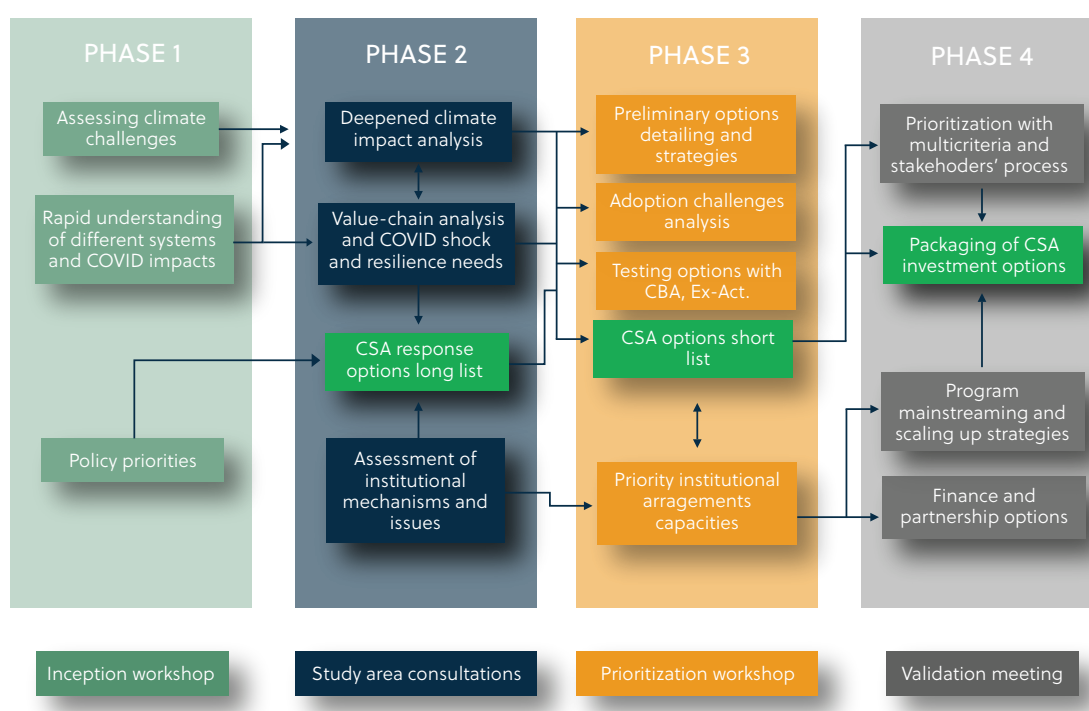 PHASE 1
Assessing climate
challenges
Rapid understanding
of different systems
and COVID impacts
Policy priorities
PHASE 2
Deepened climate
impact analysis
Value-chain analysis
and COVID shock
and resilience needs
CSA response
options long list
Assessment of
institutional
mechanisms and
issues
PHASE 3
Preliminary options
detailing and
strategies
Adoption challenges
analysis
Testing options with
CBA, Ex-Act.
CSA options short
list
Priority institutional
arragements
capacities
PHASE 4
Prioritization with
multicriteria and
stakehoders’ process
Packaging of CSA
investment options
Program
mainstreaming and
scaling up strategies
Finance and
partnership options
Inception workshop
Study area consultations
Prioritization workshop
Validation meeting